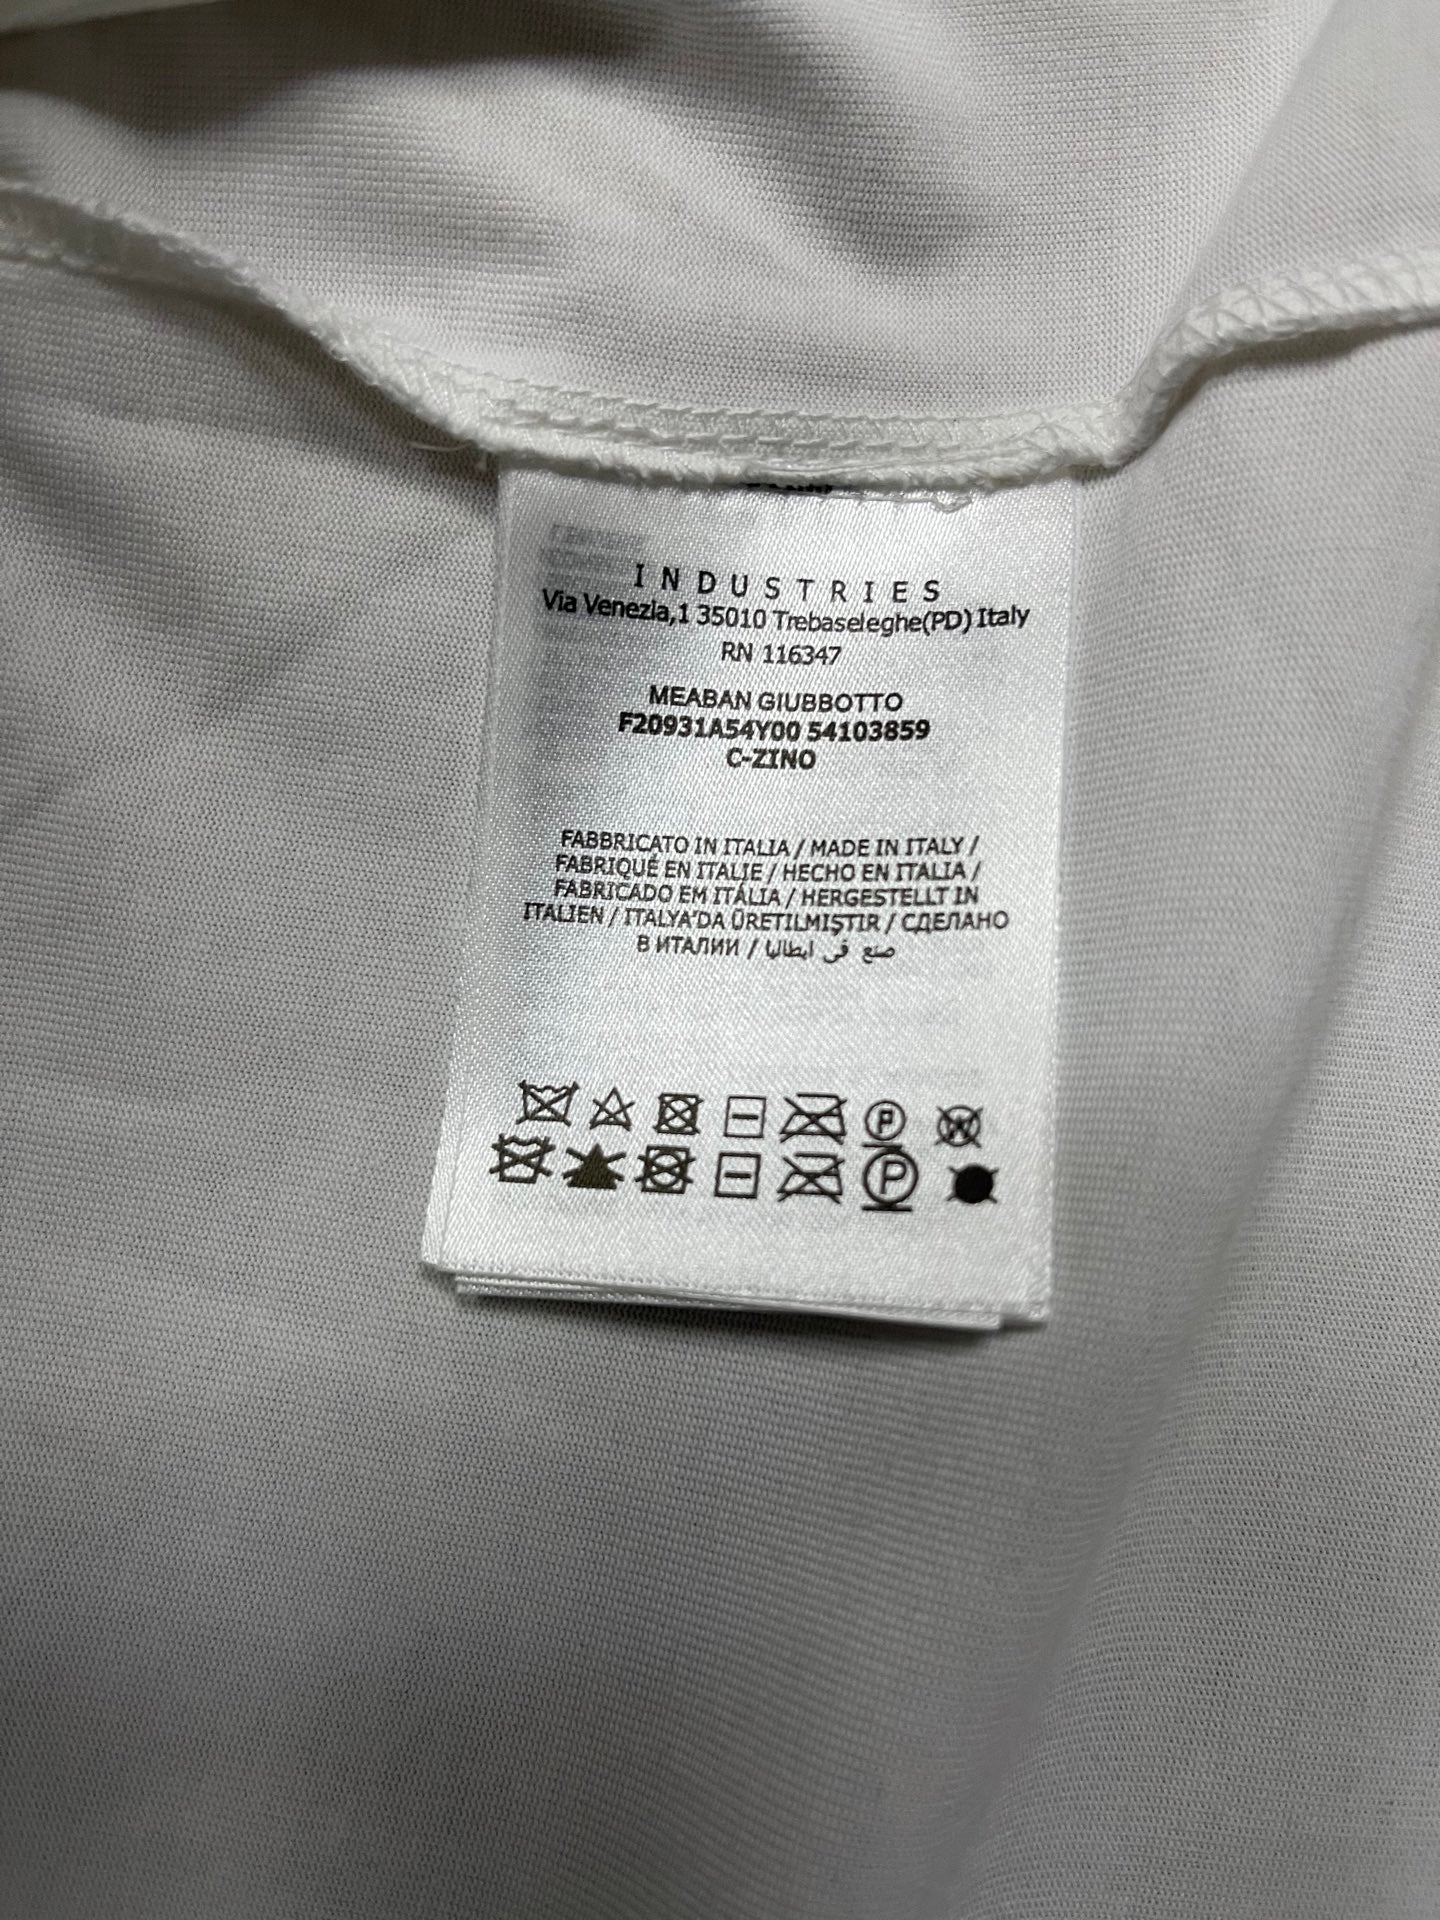 INDUSTRIES
Via Venezia,1 35010 Trebaseleghe(PD) Italy
RN 116347
MEABAN GIUBBOTTO
F20931A54Y00 54103859
C-ZINO
FABBRICATO IN ITALIA / MADE IN ITALY /
FABRIQUÉ EN ITALIE / HECHO EN ITALIA /
FABRICADO EM ITÁLIA / HERGESTELLT IN
ITALIEN / ITALYA'DA ÜRETILMIŞTIR / СДЕЛАНО
В ИТАЛИИ / صنع في ايطاليا
P W
P